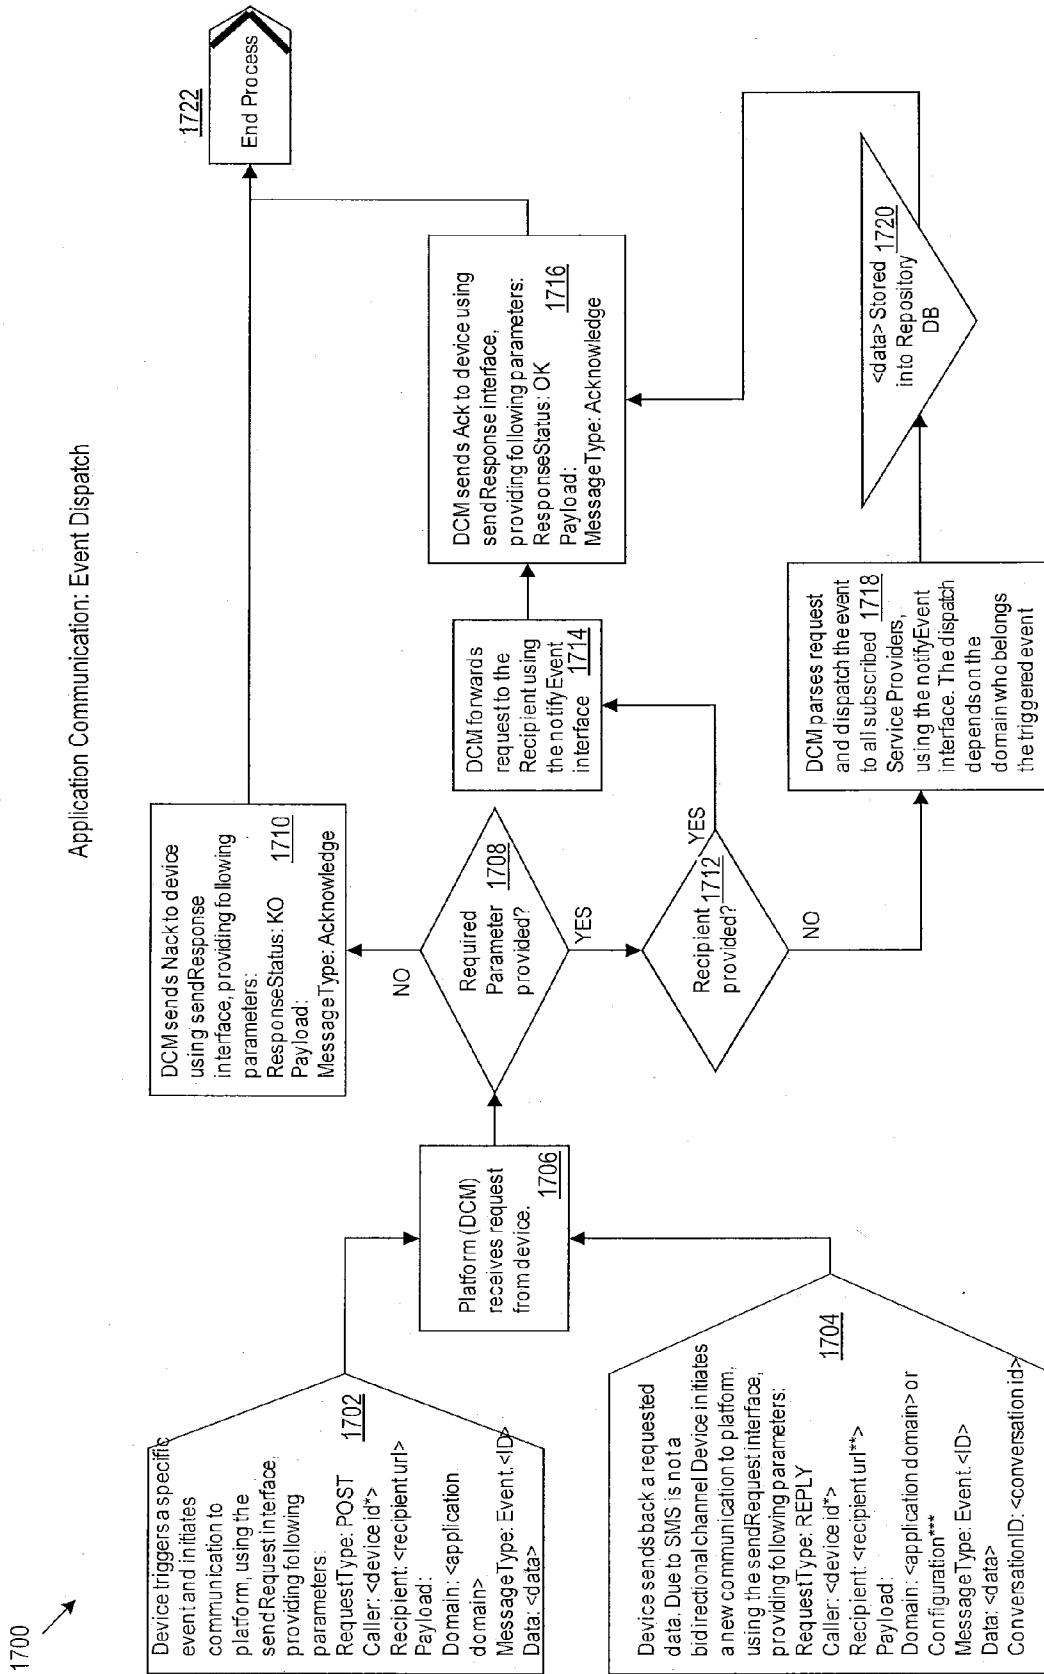 1700
Application Communication: Event Dispatch
Device triggers a specific
event and initiates
communication to
platform, using the
sendRequest interface,
providing following
parameters:
RequestType: POST
Caller: <device id*>
Recipient: <recipient url>
Payload:
Domain: <application
domain>
MessageType: Event.<ID>
Data: <data>
1702
Device sends back a requested
data. Due to SMS is not a
bidirectional channel Device initiates
a new communication to platform,
using the sendRequest interface,
providing following parameters:
RequestType: REPLY
Caller: <device id*>
Recipient: <recipient url**>
Payload:
Domain: <application domain> or
Configuration***
MessageType: Event.<ID>
Data: <data>
ConversationID: <conversation id>
1704
Platform (DCM)
receives request
from device.
1706
Required
Parameter
provided?
1708
NO
YES
DCM sends Nack to device
using sendResponse
interface, providing following
parameters:
ResponseStatus: KO
Payload:
MessageType: Acknowledge
1710
Recipient
provided?
1712
YES
NO
DCM forwards
request to the
Recipient using
the notifyEvent
interface
1714
DCM sends Ack to device using
sendResponse interface,
providing following parameters:
ResponseStatus: OK
Payload:
MessageType: Acknowledge
1716
DCM parses request
and dispatch the event
to all subscribed
Service Providers,
using the notifyEvent
interface. The dispatch
depends on the
domain who belongs
the triggered event
1718
<data> Stored
into Repository
DB
1720
End Process
1722